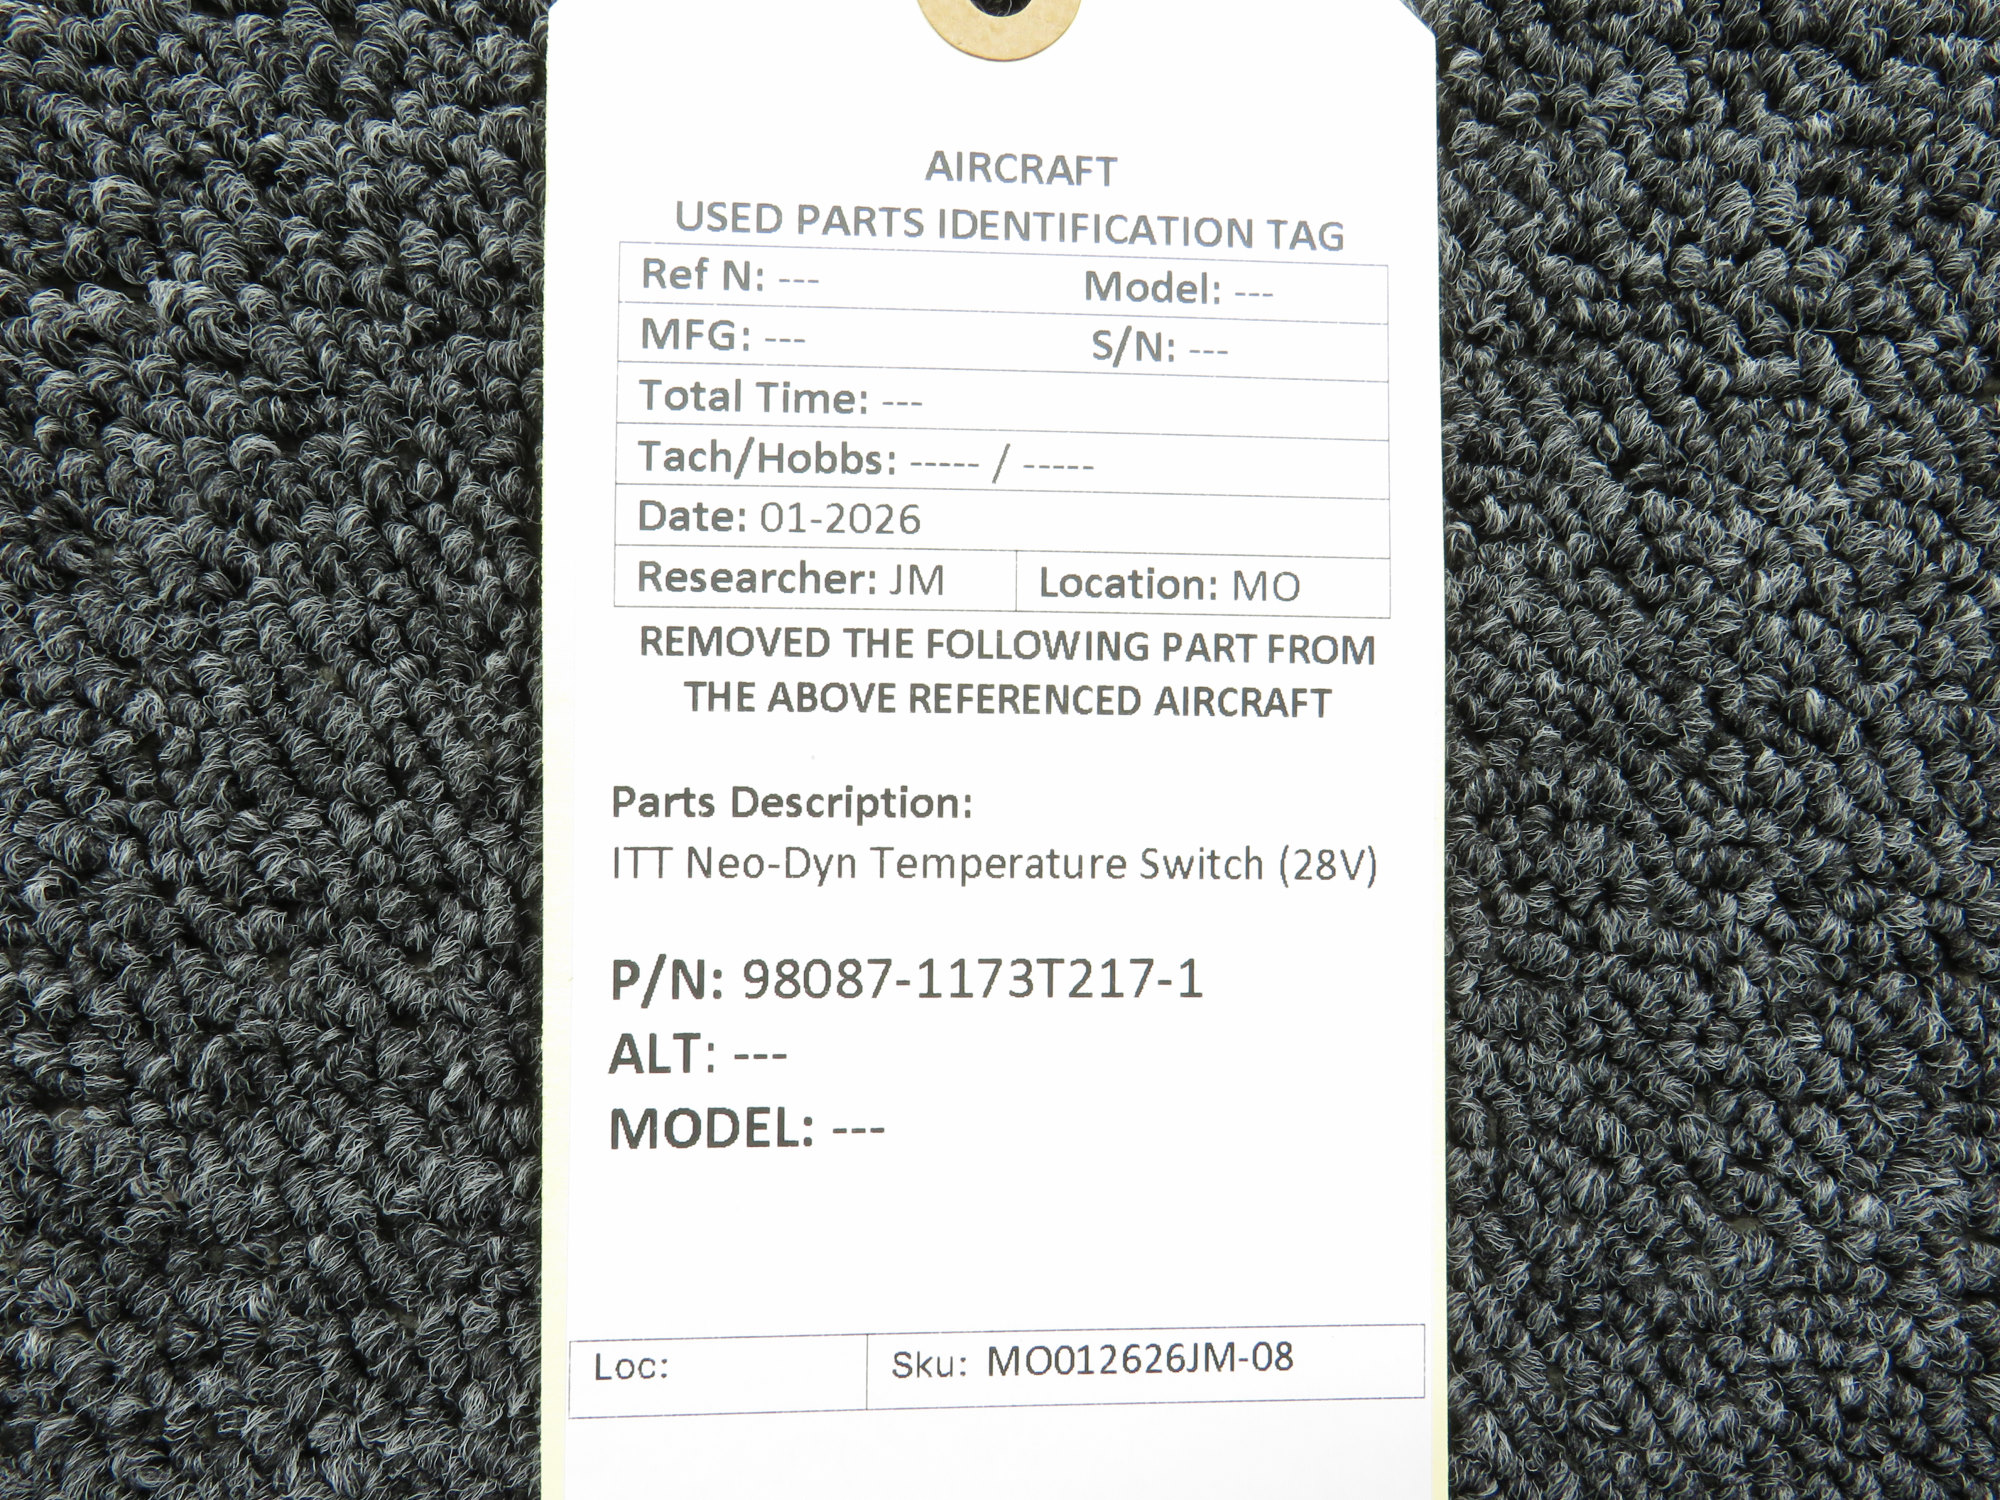 AIRCRAFT
USED PARTS IDENTIFICATION TAG
Ref N: --- Model: ---
MFG: --- S/N: ---
Total Time: ---
Tach/Hobbs: ----- / -----
Date: 01-2026
Researcher: JM Location: MO
REMOVED THE FOLLOWING PART FROM
THE ABOVE REFERENCED AIRCRAFT
Parts Description:
ITT Neo-Dyn Temperature Switch (28V)
P/N: 98087-1173T217-1
ALT: ---
MODEL: ---
Loc: Sku: MO012626JM-08